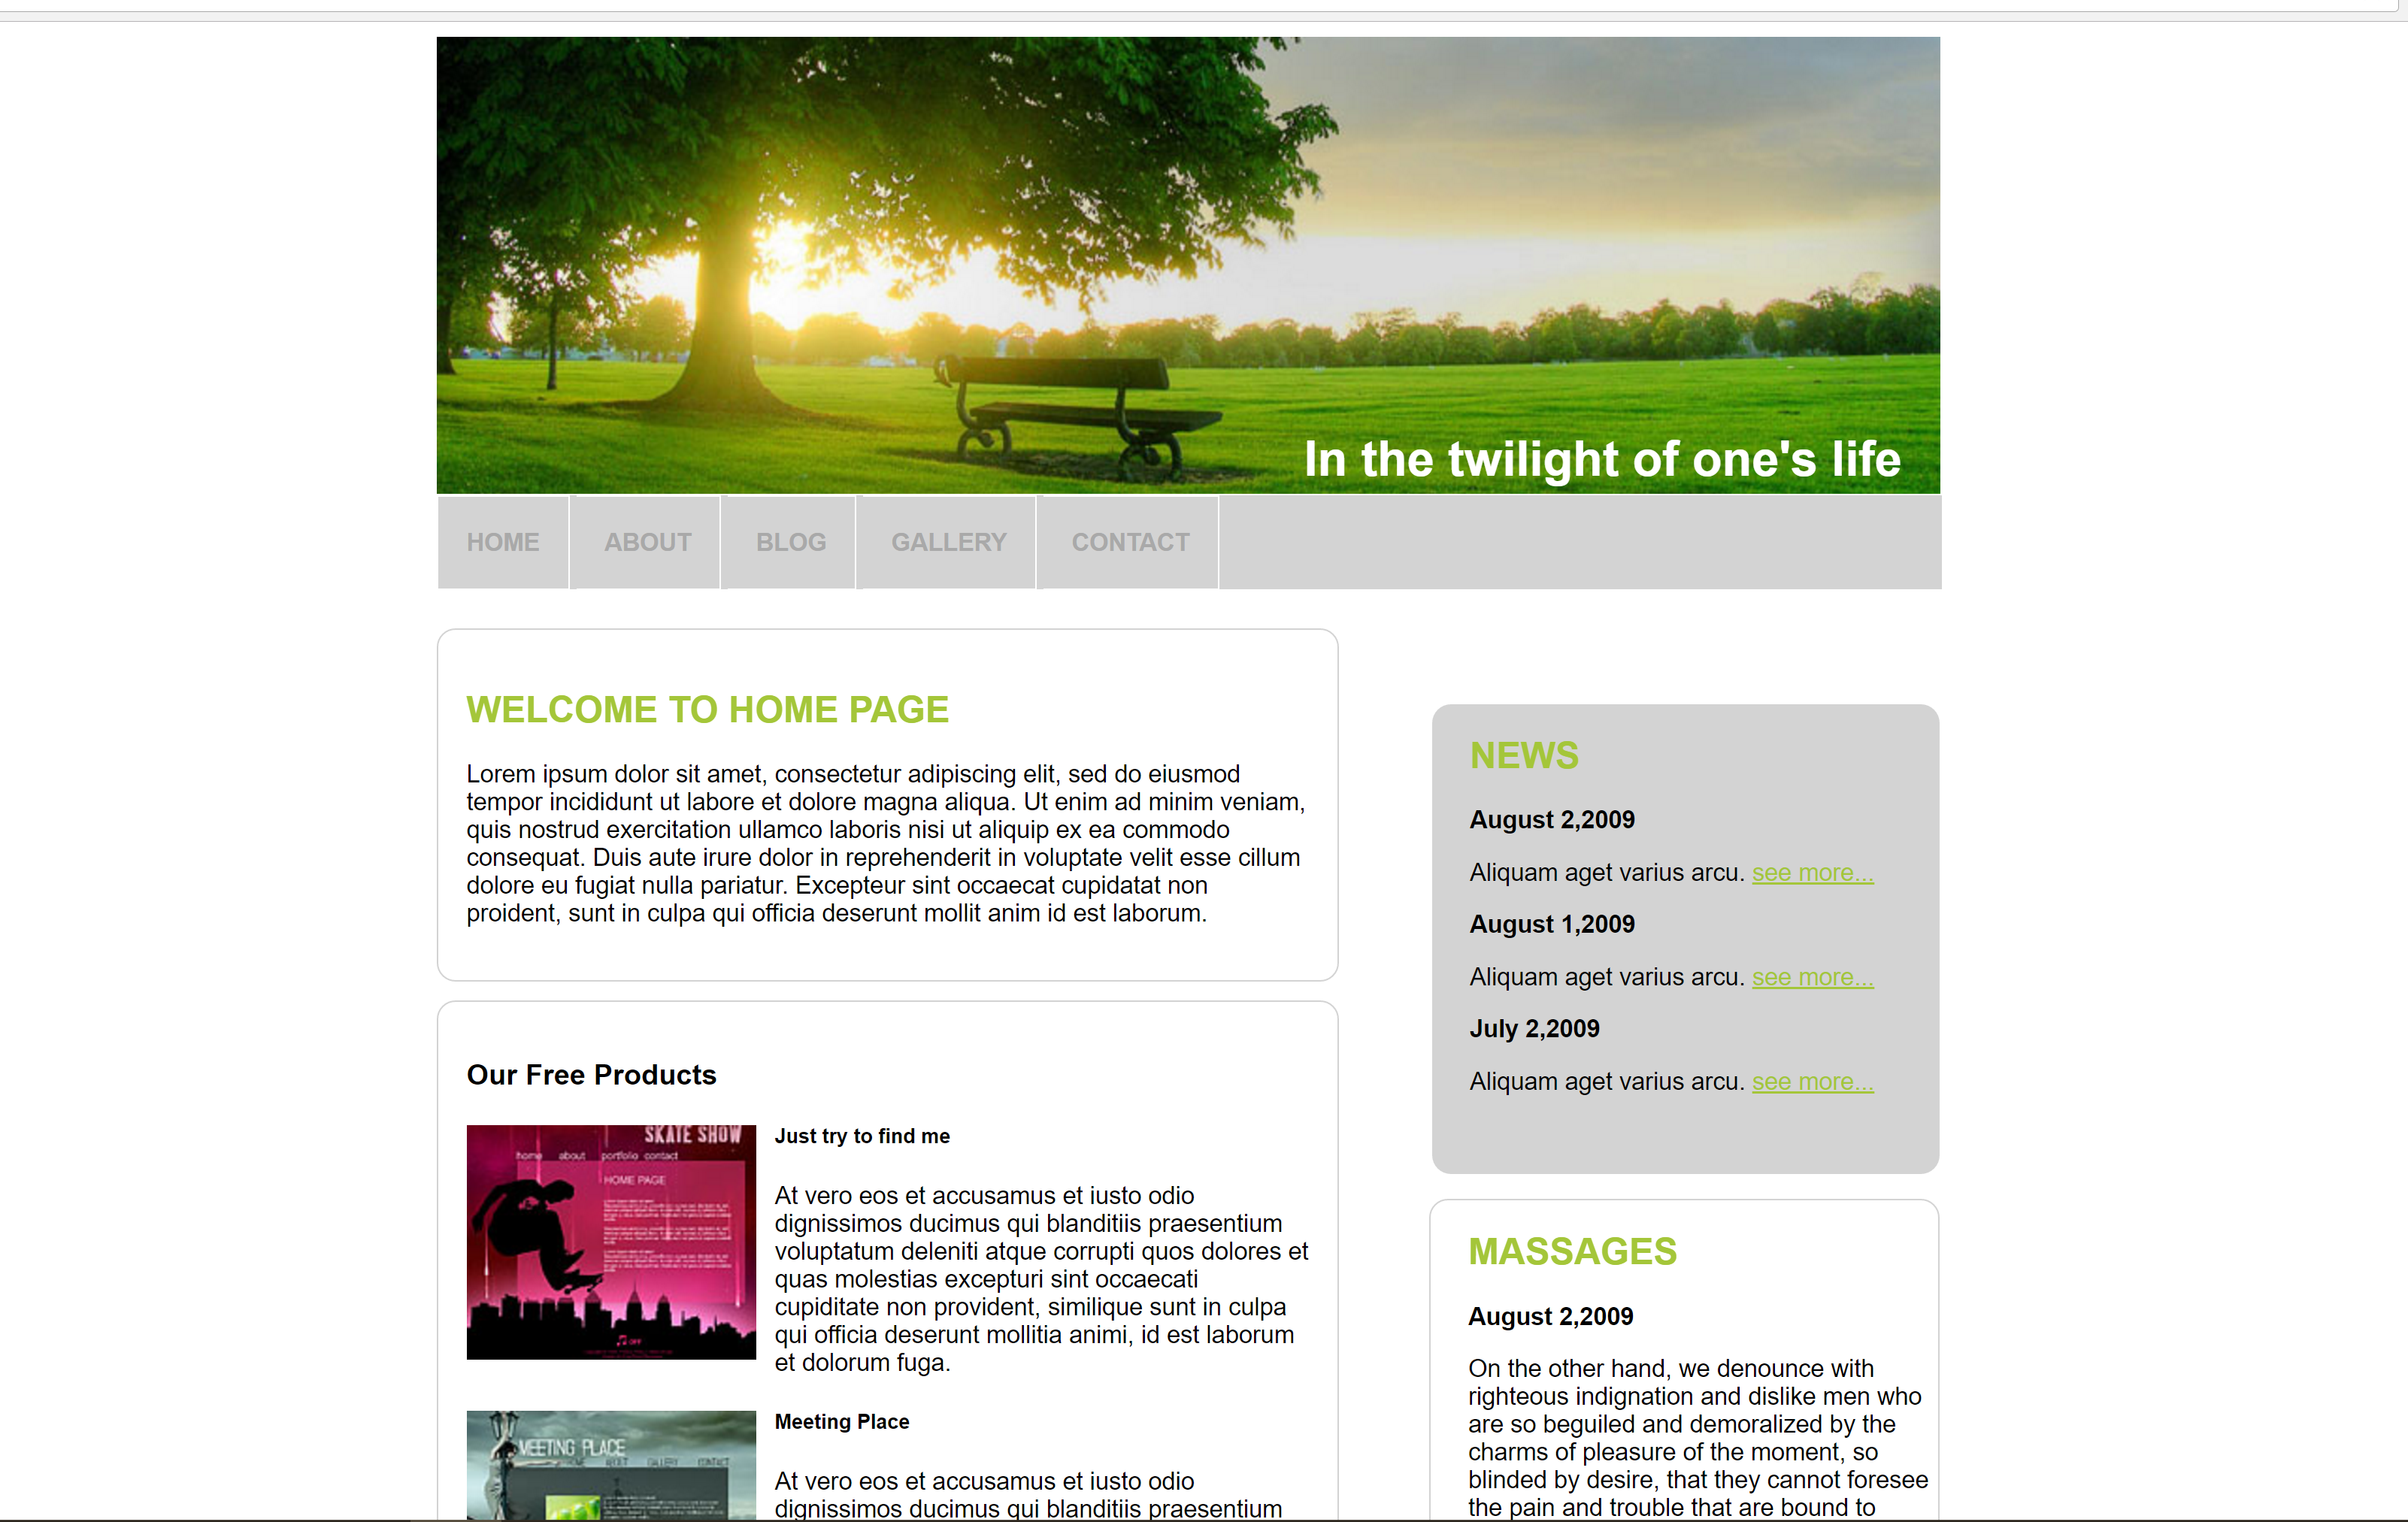 In the twilight of one's life
HOME
ABOUT
BLOG
GALLERY
CONTACT
WELCOME TO HOME PAGE
Lorem ipsum dolor sit amet, consectetur adipiscing elit, sed do eiusmod
tempor incididunt ut labore et dolore magna aliqua. Ut enim ad minim veniam,
quis nostrud exercitation ullamco laboris nisi ut aliquip ex ea commodo
consequat. Duis aute irure dolor in reprehenderit in voluptate velit esse cillum
dolore eu fugiat nulla pariatur. Excepteur sint occaecat cupidatat non
proident, sunt in culpa qui officia deserunt mollit anim id est laborum.
Our Free Products
SKATE SHOW
home about portfolio contact
HOME PAGE
Just try to find me
At vero eos et accusamus et iusto odio
dignissimos ducimus qui blanditiis praesentium
voluptatum deleniti atque corrupti quos dolores et
quas molestias excepturi sint occaecati
cupiditate non provident, similique sunt in culpa
qui officia deserunt mollitia animi, id est laborum
et dolorum fuga.
MEETING PLACE
HOME ABOUT GALLERY CONTACT
Meeting Place
At vero eos et accusamus et iusto odio
dignissimos ducimus qui blanditiis praesentium
NEWS
August 2,2009
Aliquam aget varius arcu. see more...
August 1,2009
Aliquam aget varius arcu. see more...
July 2,2009
Aliquam aget varius arcu. see more...
MASSAGES
August 2,2009
On the other hand, we denounce with
righteous indignation and dislike men who
are so beguiled and demoralized by the
charms of pleasure of the moment, so
blinded by desire, that they cannot foresee
the pain and trouble that are bound to